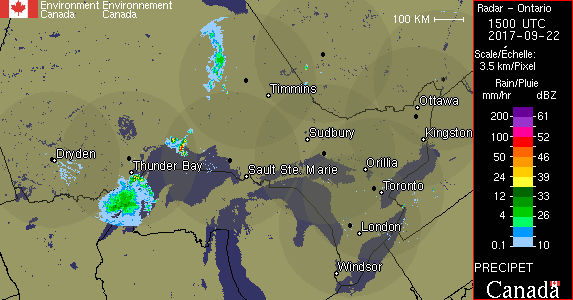 Environment Environnement
Canada Canada
100 KM
Timmins
Ottawa
Sudbury
Kingston
Dryden
Thunder Bay
Sault Ste. Marie
Orillia
Toronto
London
Windsor
Radar - Ontario
1500 UTC
2017-09-22
Scale/Échelle:
3.5 km/Pixel
Rain/Pluie
mm/hr dBZ
200 61
100 52
50 46
24 39
12 33
4 26
0.1 10
PRECIPET
Canada